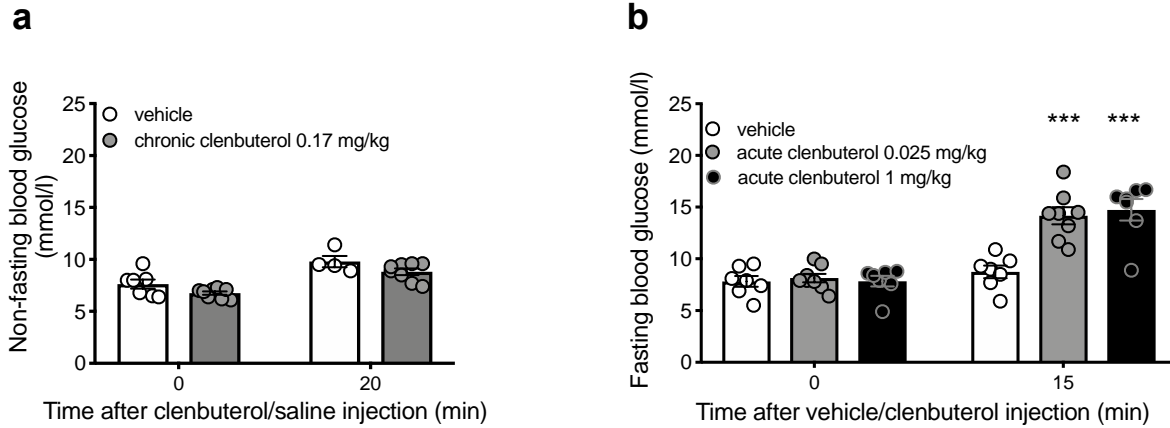 a
Non-fasting blood glucose
(mmol/l)
25
20
15
10
5
0
vehicle
chronic clenbuterol 0.17 mg/kg
0
20
Time after clenbuterol/saline injection (min)
b
Fasting blood glucose (mmol/l)
25
20
15
10
5
0
vehicle
acute clenbuterol 0.025 mg/kg
acute clenbuterol 1 mg/kg
*** ***
0
15
Time after vehicle/clenbuterol injection (min)